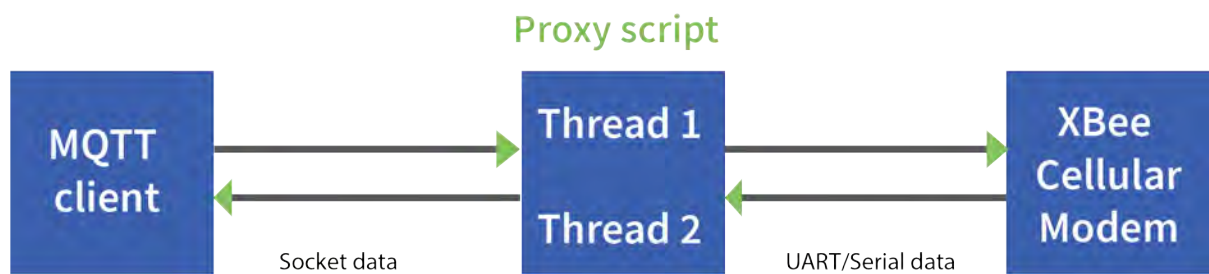 Proxy script
MQTT
client
Thread 1
Thread 2
XBee
Cellular
Modem
Socket data
UART/Serial data